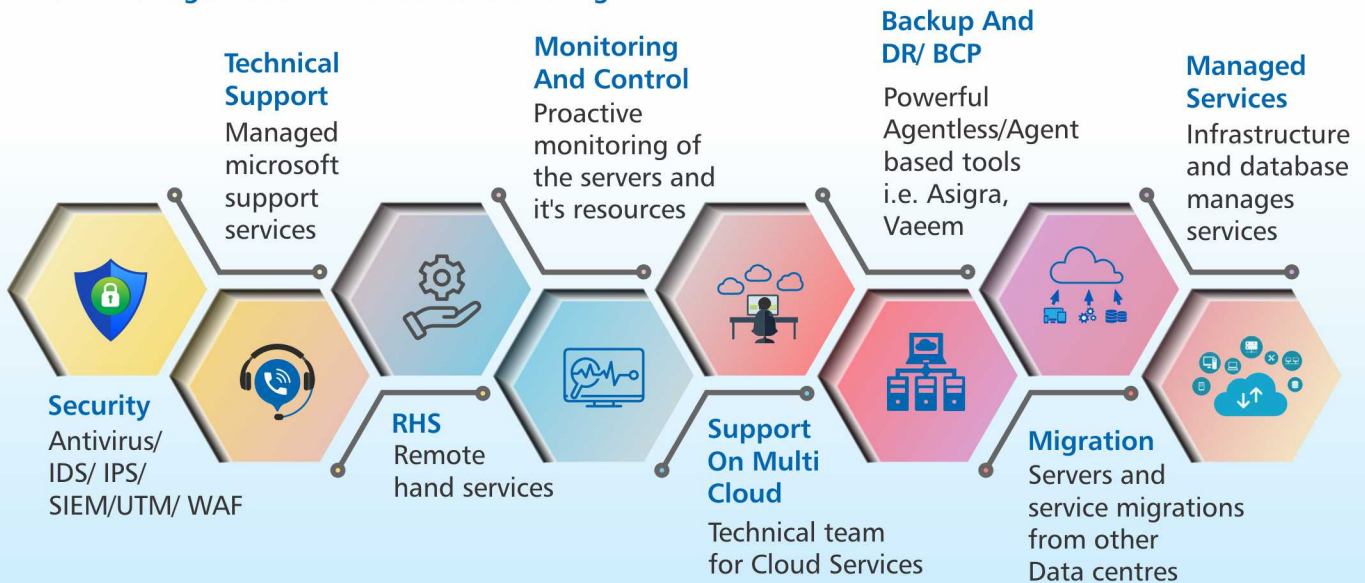 Technical
Support
Managed
microsoft
support
services
Monitoring
And Control
Proactive
monitoring of
the servers and
it's resources
Backup And
DR/ BCP
Powerful
Agentless/Agent
based tools
i.e. Asigra,
Vaeem
Managed
Services
Infrastructure
and database
manages
services
Security
Antivirus/
IDS/ IPS/
SIEM/UTM/ WAF
RHS
Remote
hand services
Support
On Multi
Cloud
Technical team
for Cloud Services
Migration
Servers and
service migrations
from other
Data centres